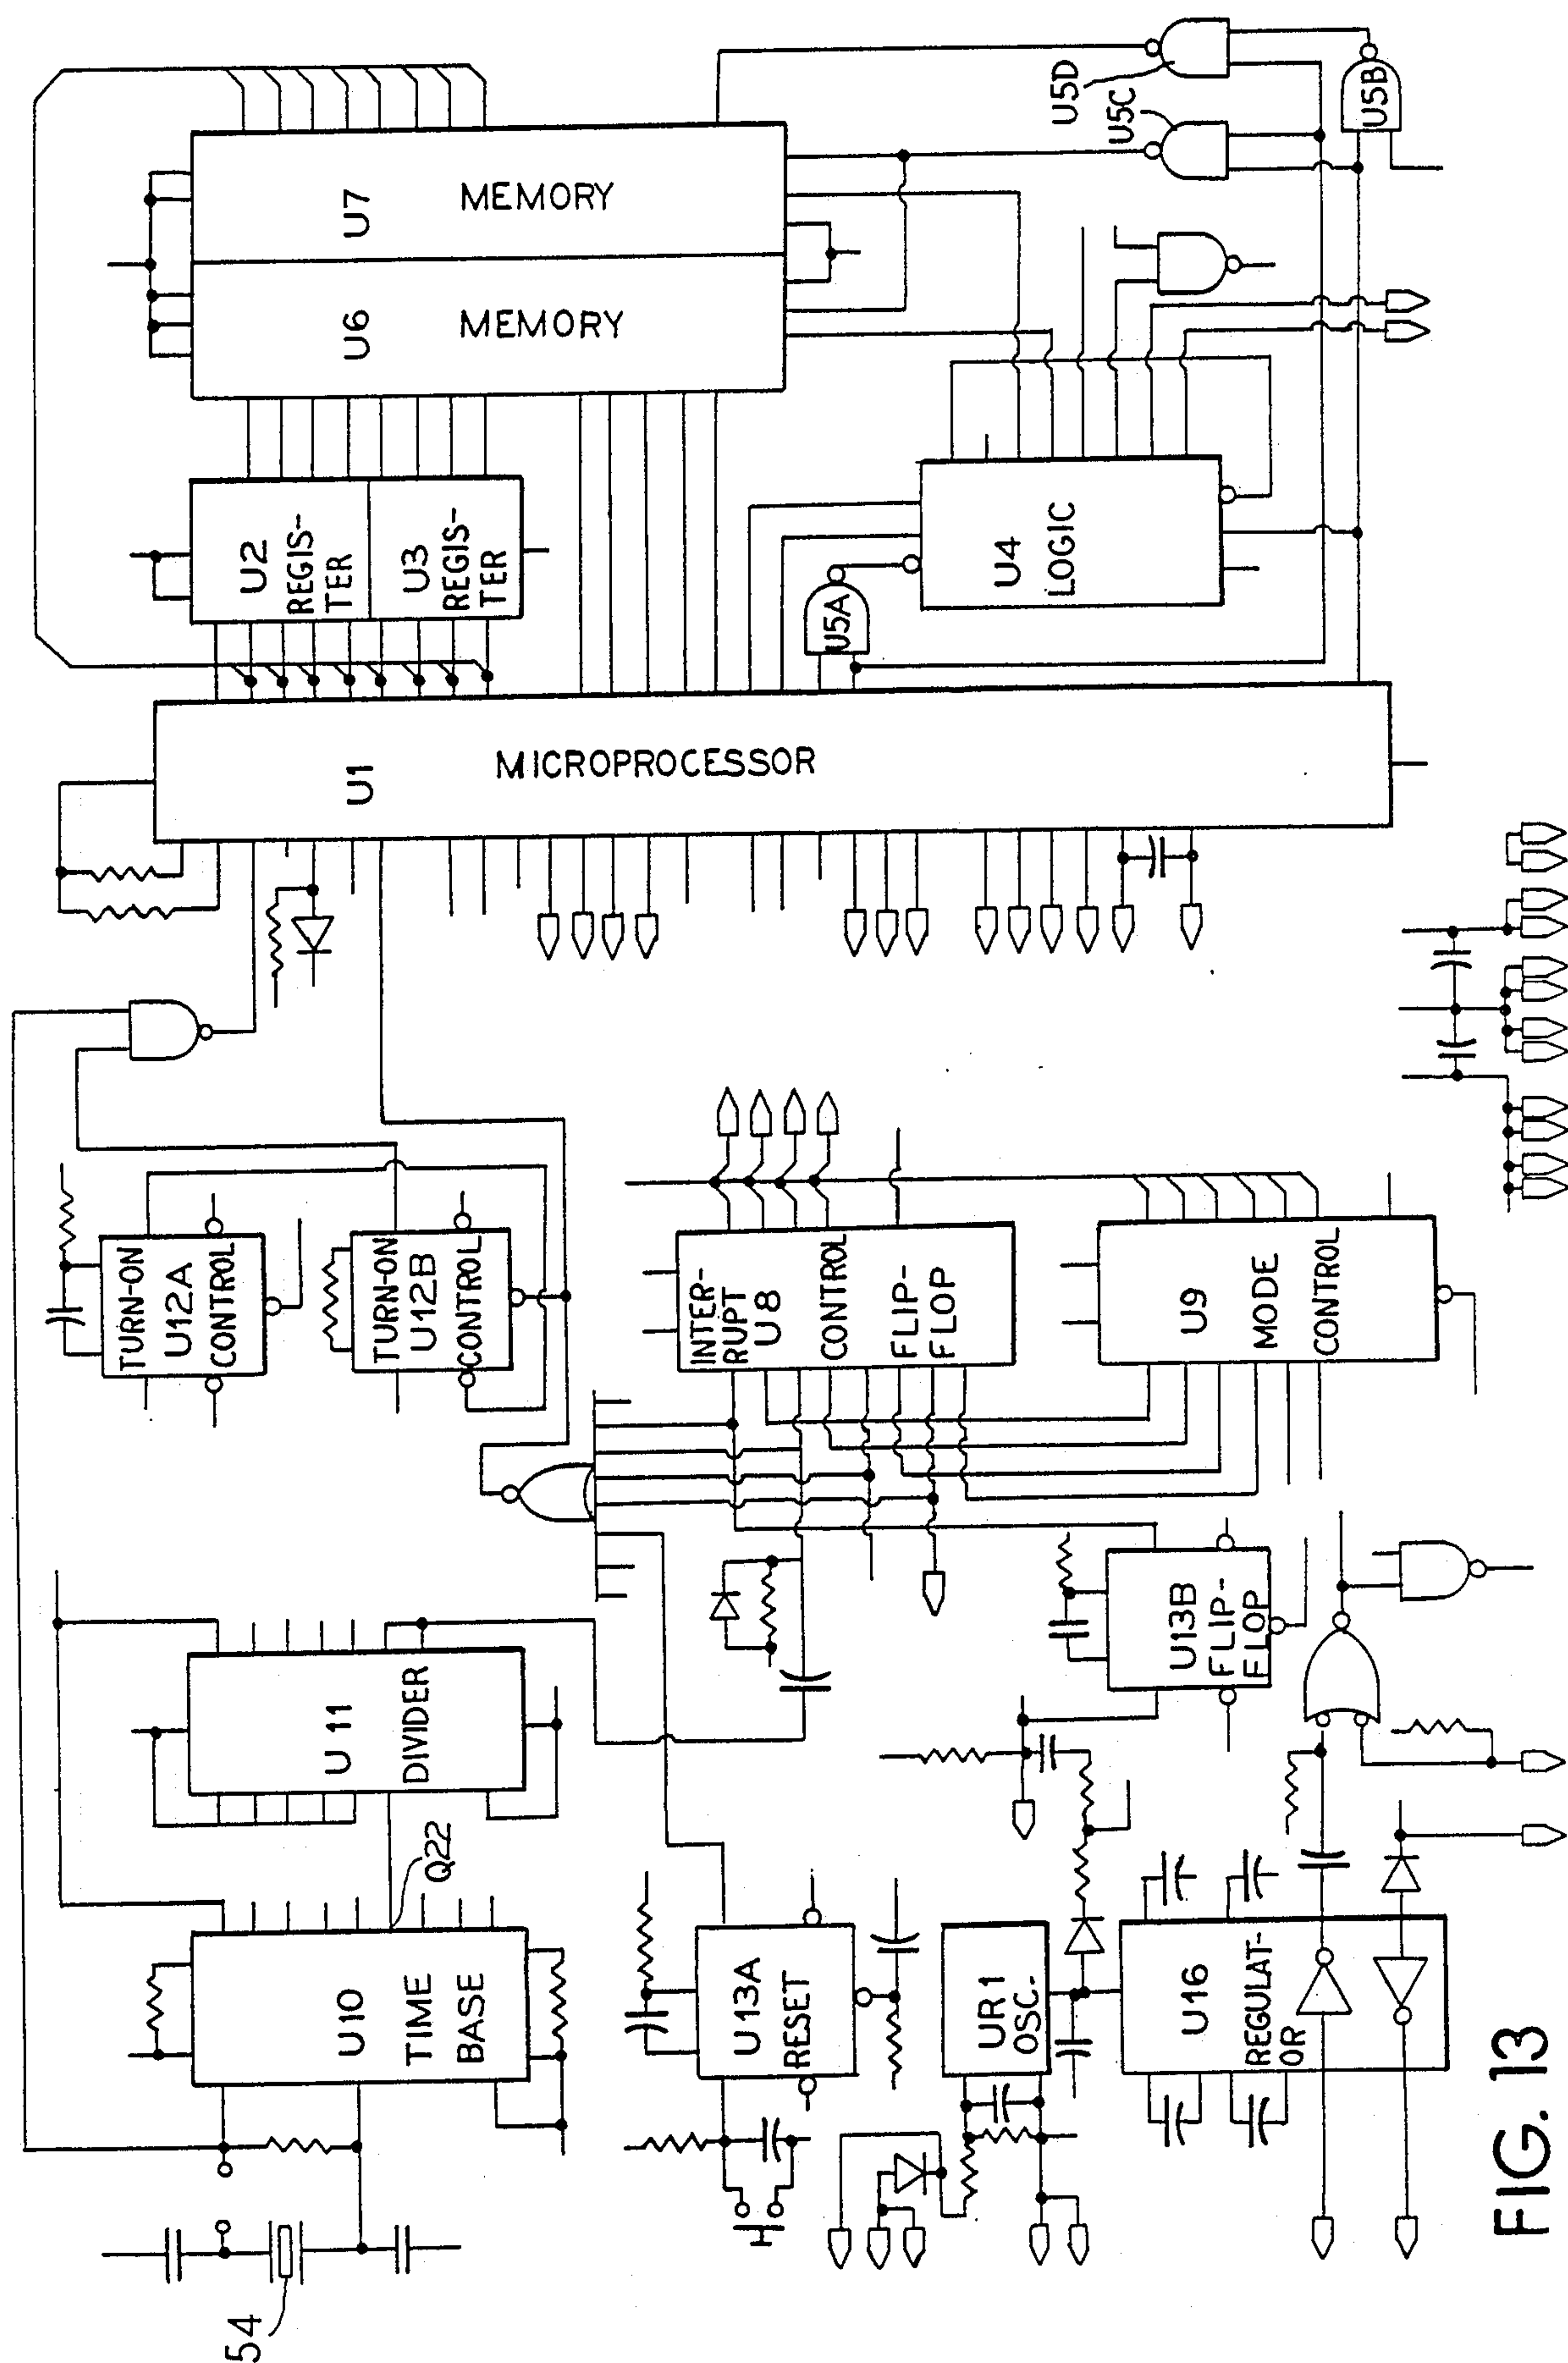 U7
MEMORY
U6
MEMORY
U5D
U5C
U5B
U2
REGIS-
TER
U3
REGIS-
TER
U5A
U4
LOGIC
U1
MICROPROCESSOR
TURN-ON
U12A
CONTROL
TURN-ON
U12B
CONTROL
INTER-
RUPT
U8
CONTROL
FLIP-
FLOP
U9
MODE
CONTROL
U11
DIVIDER
Q22
U10
TIME
BASE
54
U13A
RESET
U13B
FLIP-
FLOP
UR1
OSC.
U16
REGULAT-
OR
FIG. 13